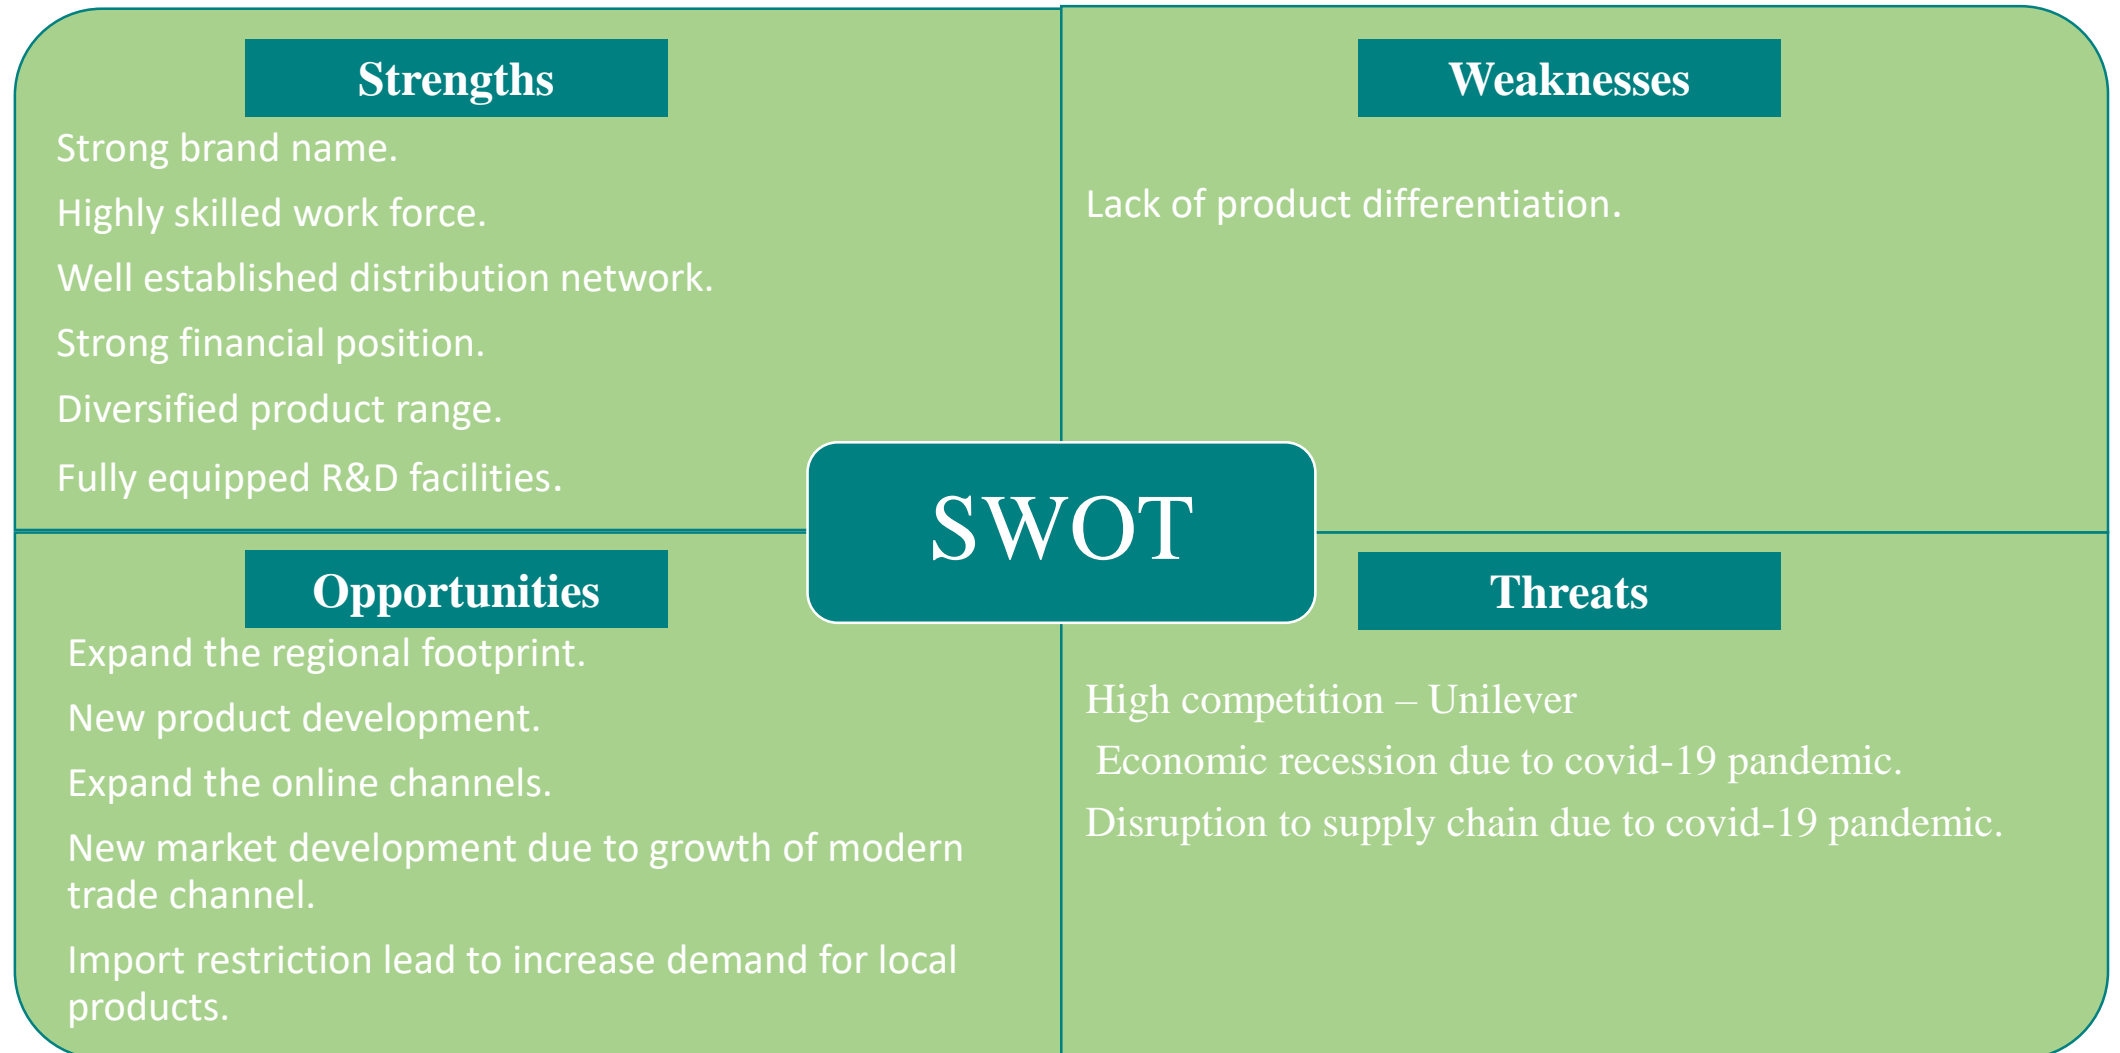 Strengths
Strong brand name.
Highly skilled work force.
Well established distribution network.
Strong financial position.
Diversified product range.
Fully equipped R&D facilities.
Weaknesses
Lack of product differentiation.
SWOT
Opportunities
Expand the regional footprint.
New product development.
Expand the online channels.
New market development due to growth of modern
trade channel.
Import restriction lead to increase demand for local
products.
Threats
High competition – Unilever
Economic recession due to covid-19 pandemic.
Disruption to supply chain due to covid-19 pandemic.